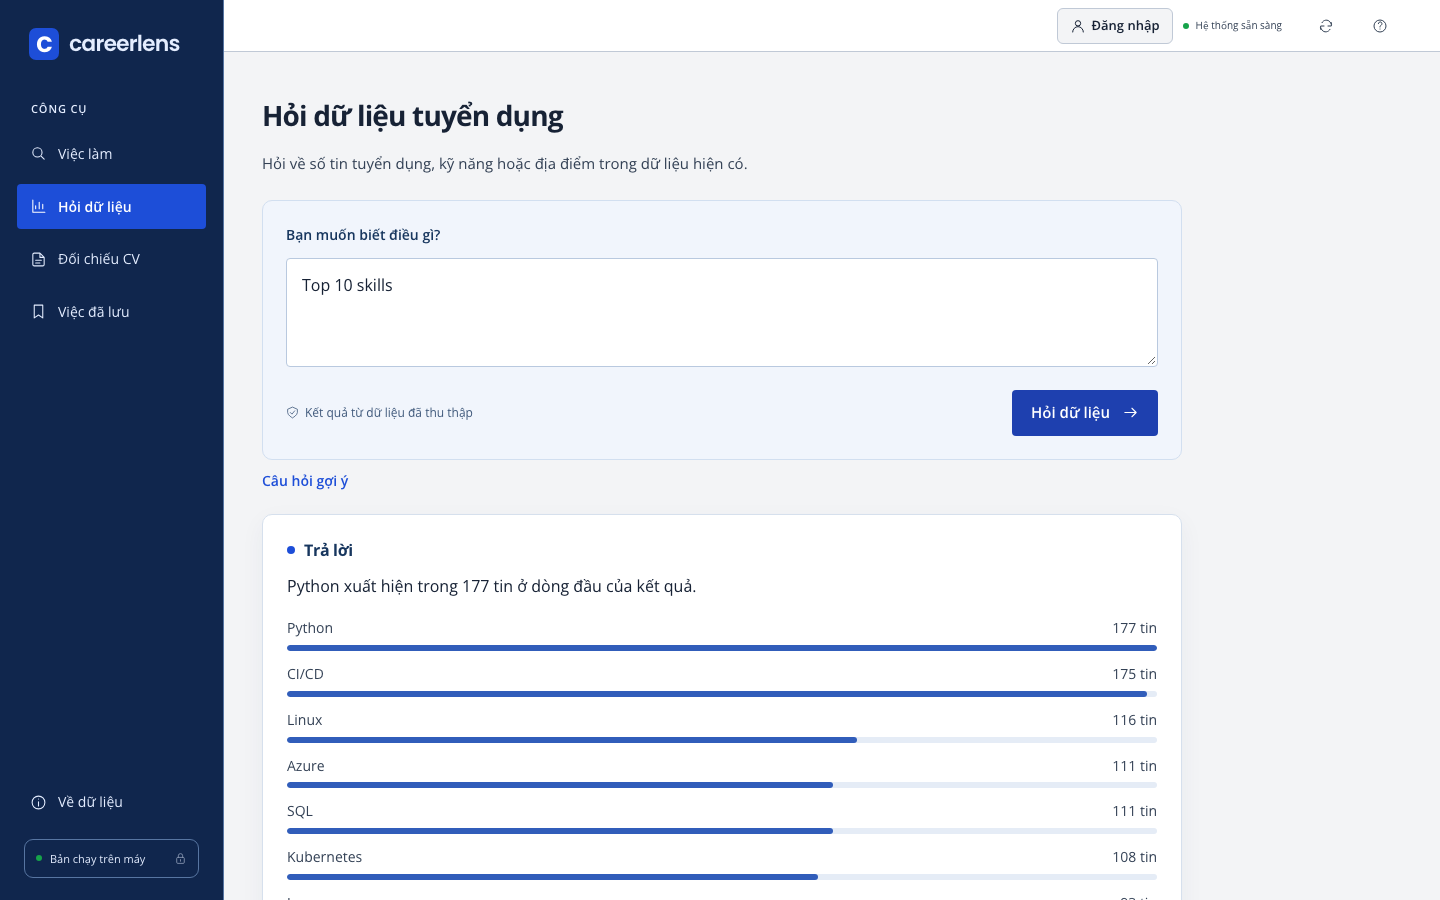 careerlens
CÔNG CỤ
Việc làm
Hỏi dữ liệu
Đối chiếu CV
Việc đã lưu
Về dữ liệu
Bản chạy trên máy
Đăng nhập
Hệ thống sẵn sàng
Hỏi dữ liệu tuyển dụng
Hỏi về số tin tuyển dụng, kỹ năng hoặc địa điểm trong dữ liệu hiện có.
Bạn muốn biết điều gì?
Top 10 skills
Kết quả từ dữ liệu đã thu thập
Hỏi dữ liệu
Câu hỏi gợi ý
Trả lời
Python xuất hiện trong 177 tin ở dòng đầu của kết quả.
Python 177 tin
CI/CD 175 tin
Linux 116 tin
Azure 111 tin
SQL 111 tin
Kubernetes 108 tin